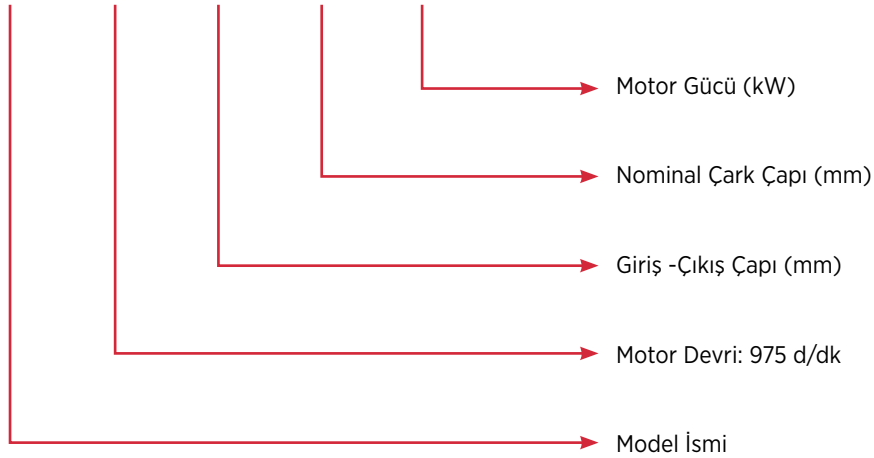 Motor Gücü (kW)
Nominal Çark Çapı (mm)
Giriş -Çıkış Çapı (mm)
Motor Devri: 975 d/dk
Model İsmi